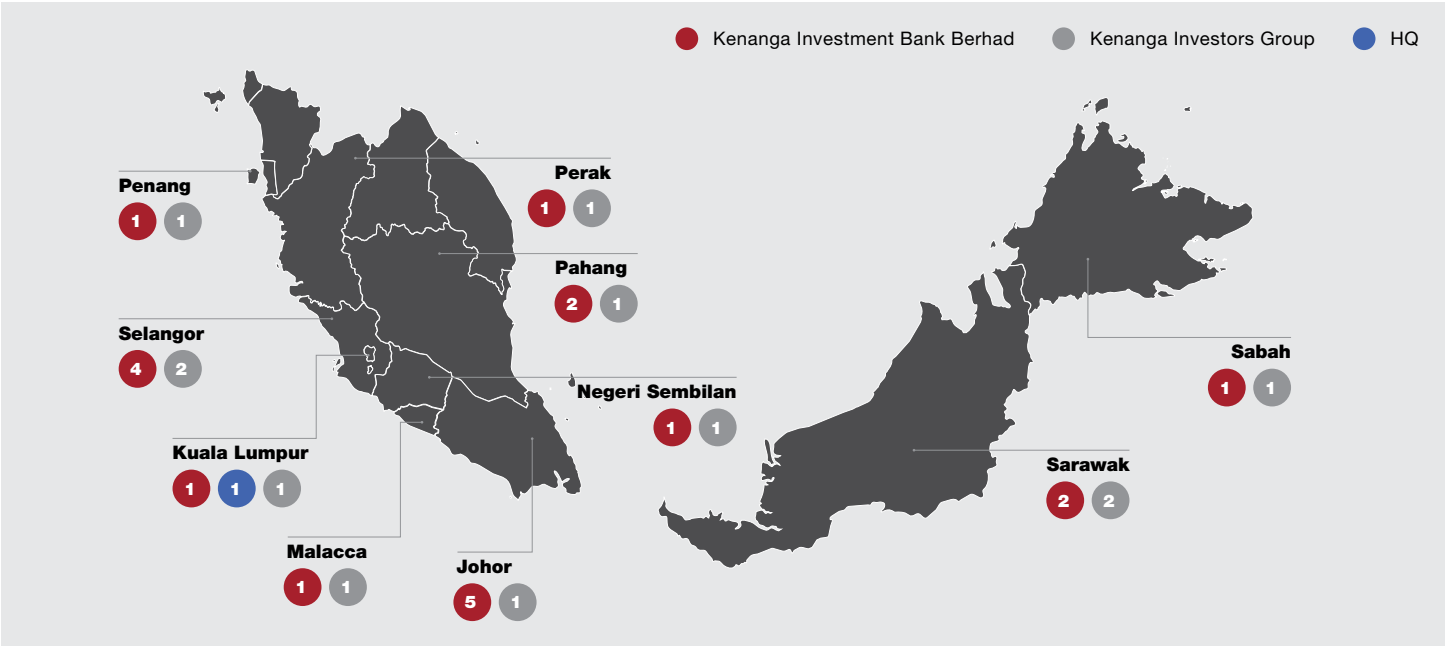 Kenanga Investment Bank Berhad Kenanga Investors Group HQ
Penang
1 1
Perak
1 1
Pahang
2 1
Selangor
4 2
Negeri Sembilan
1 1
Kuala Lumpur
1 1 1
Malacca
1 1
Johor
5 1
Sabah
1 1
Sarawak
2 2